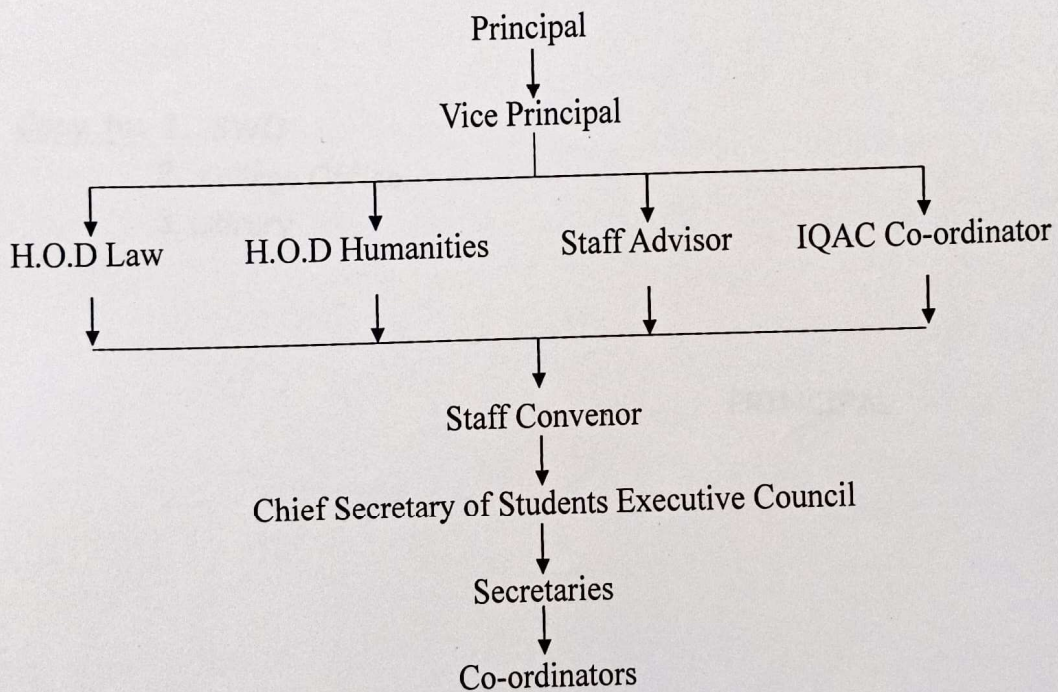 Principal
Vice Principal
H.O.D Law H.O.D Humanities Staff Advisor IQAC Co-ordinator
Staff Convenor
Chief Secretary of Students Executive Council
Secretaries
Co-ordinators